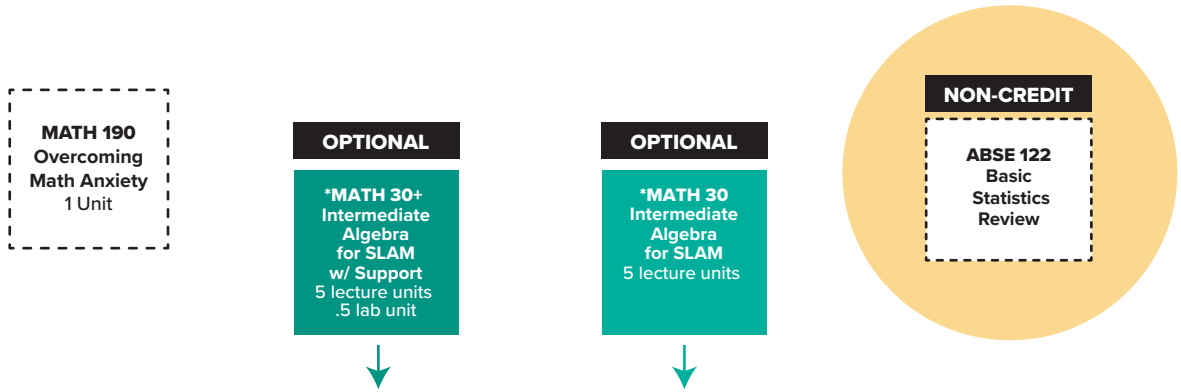 MATH 190
Overcoming
Math Anxiety
1 Unit
OPTIONAL
*MATH 30+
Intermediate
Algebra
for SLAM
w/ Support
5 lecture units
.5 lab unit
OPTIONAL
*MATH 30
Intermediate
Algebra
for SLAM
5 lecture units
NON-CREDIT
ABSE 122
Basic
Statistics
Review